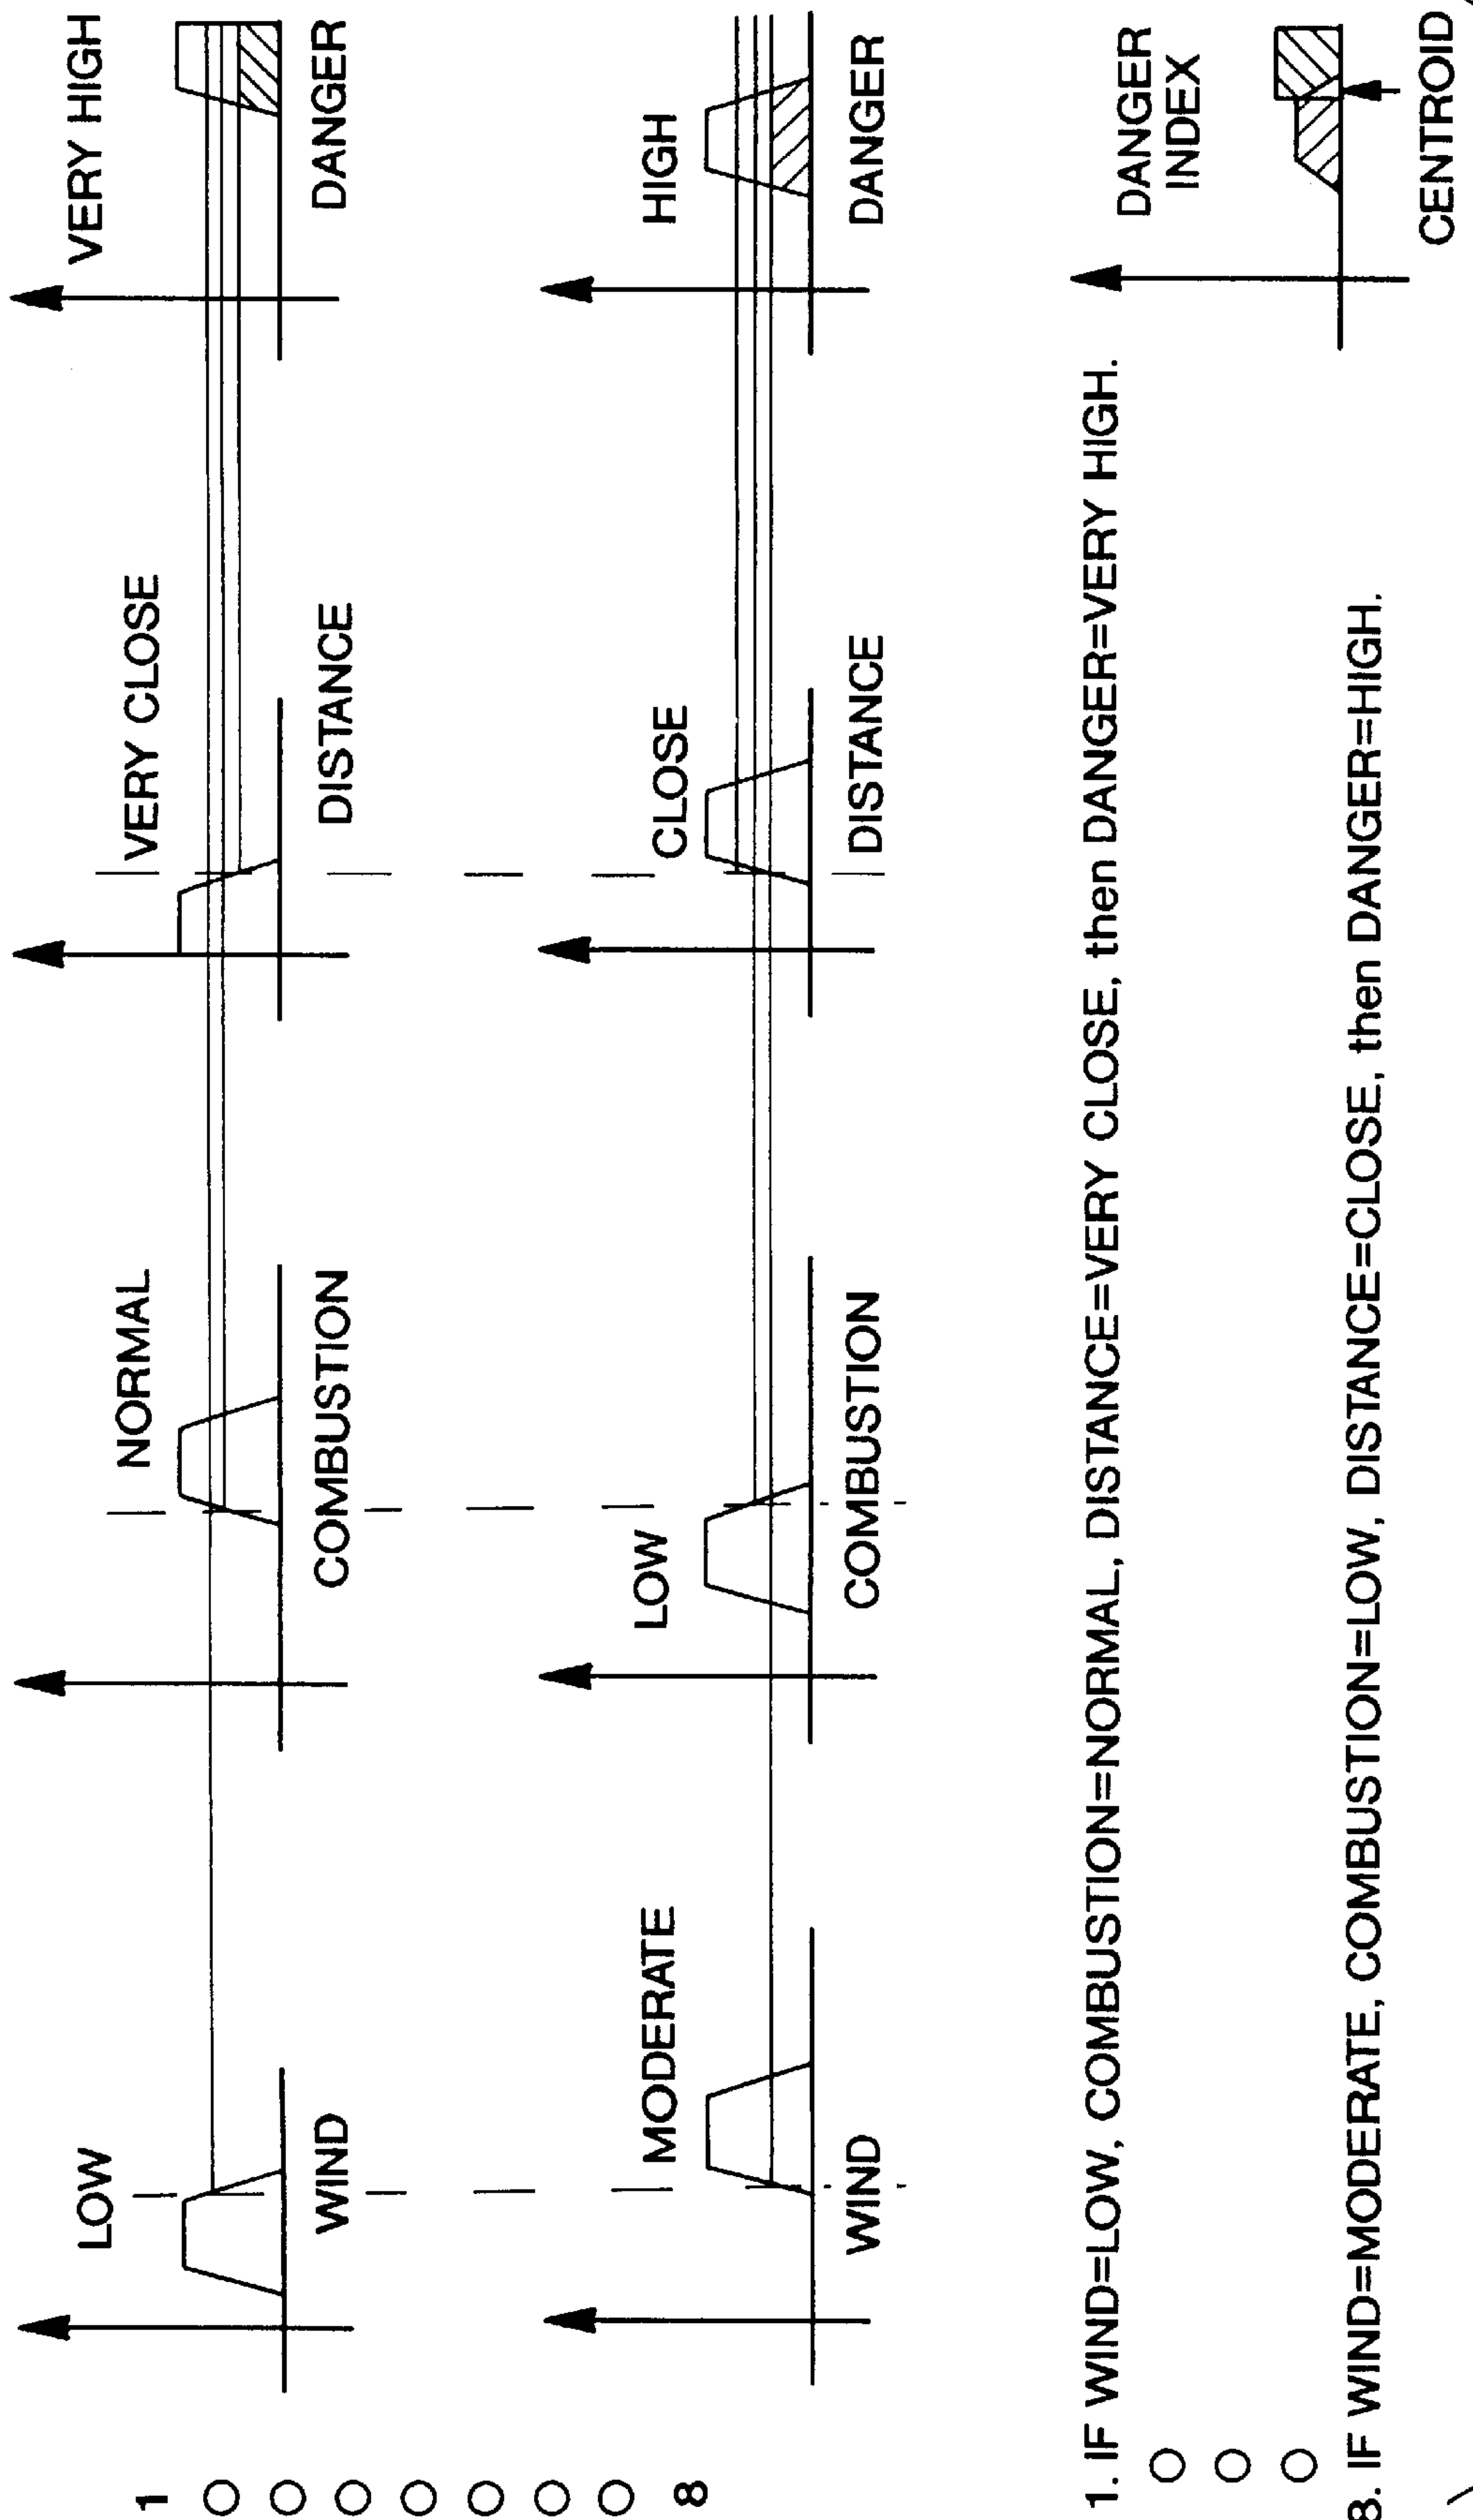 1
LOW
NORMAL
VERY CLOSE
VERY HIGH
WIND
COMBUSTION
DISTANCE
DANGER
8
MODERATE
LOW
CLOSE
HIGH
WIND
COMBUSTION
DISTANCE
DANGER
1. IF WIND=LOW, COMBUSTION=NORMAL, DISTANCE=VERY CLOSE, then DANGER=VERY HIGH.
8. IF WIND=MODERATE, COMBUSTION=LOW, DISTANCE=CLOSE, then DANGER=HIGH.
DANGER
INDEX
CENTROID